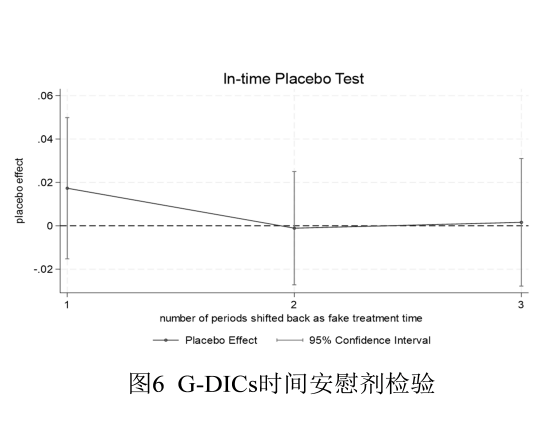 In-time Placebo Test
.06
.04
.02
0
-.02
placebo effect
1 2 3
number of periods shifted back as fake treatment time
Placebo Effect 95% Confidence Interval
图6 G-DICs时间安慰剂检验